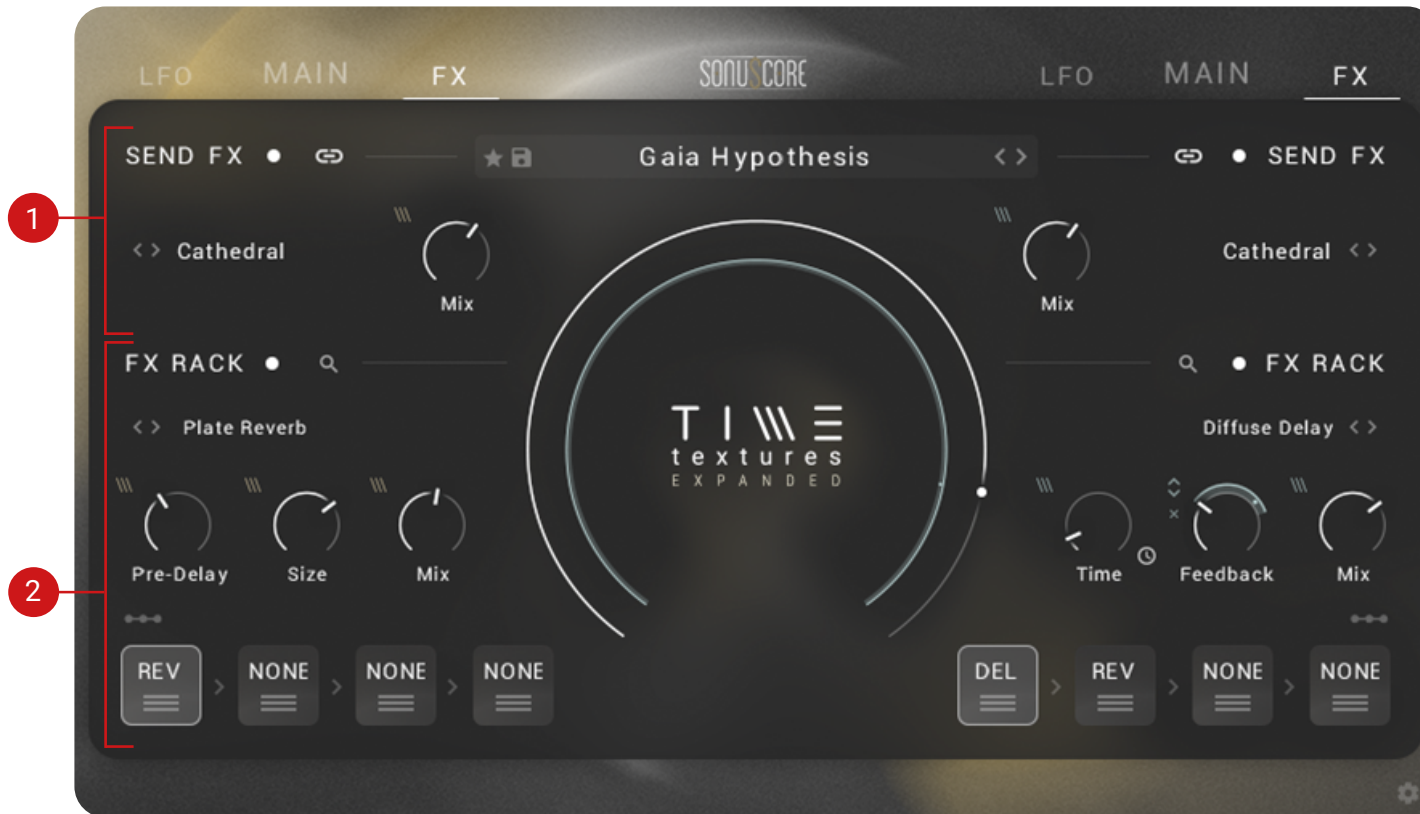 LFO MAIN FX SONUSCORE LFO MAIN FX
SEND FX Gaia Hypothesis SEND FX
1
Cathedral Cathedral
Mix Mix
FX RACK FX RACK
Plate Reverb Diffuse Delay
TIME
textures
EXPANDED
Pre-Delay Size Mix Time Feedback Mix
2
REV NONE NONE NONE DEL REV NONE NONE